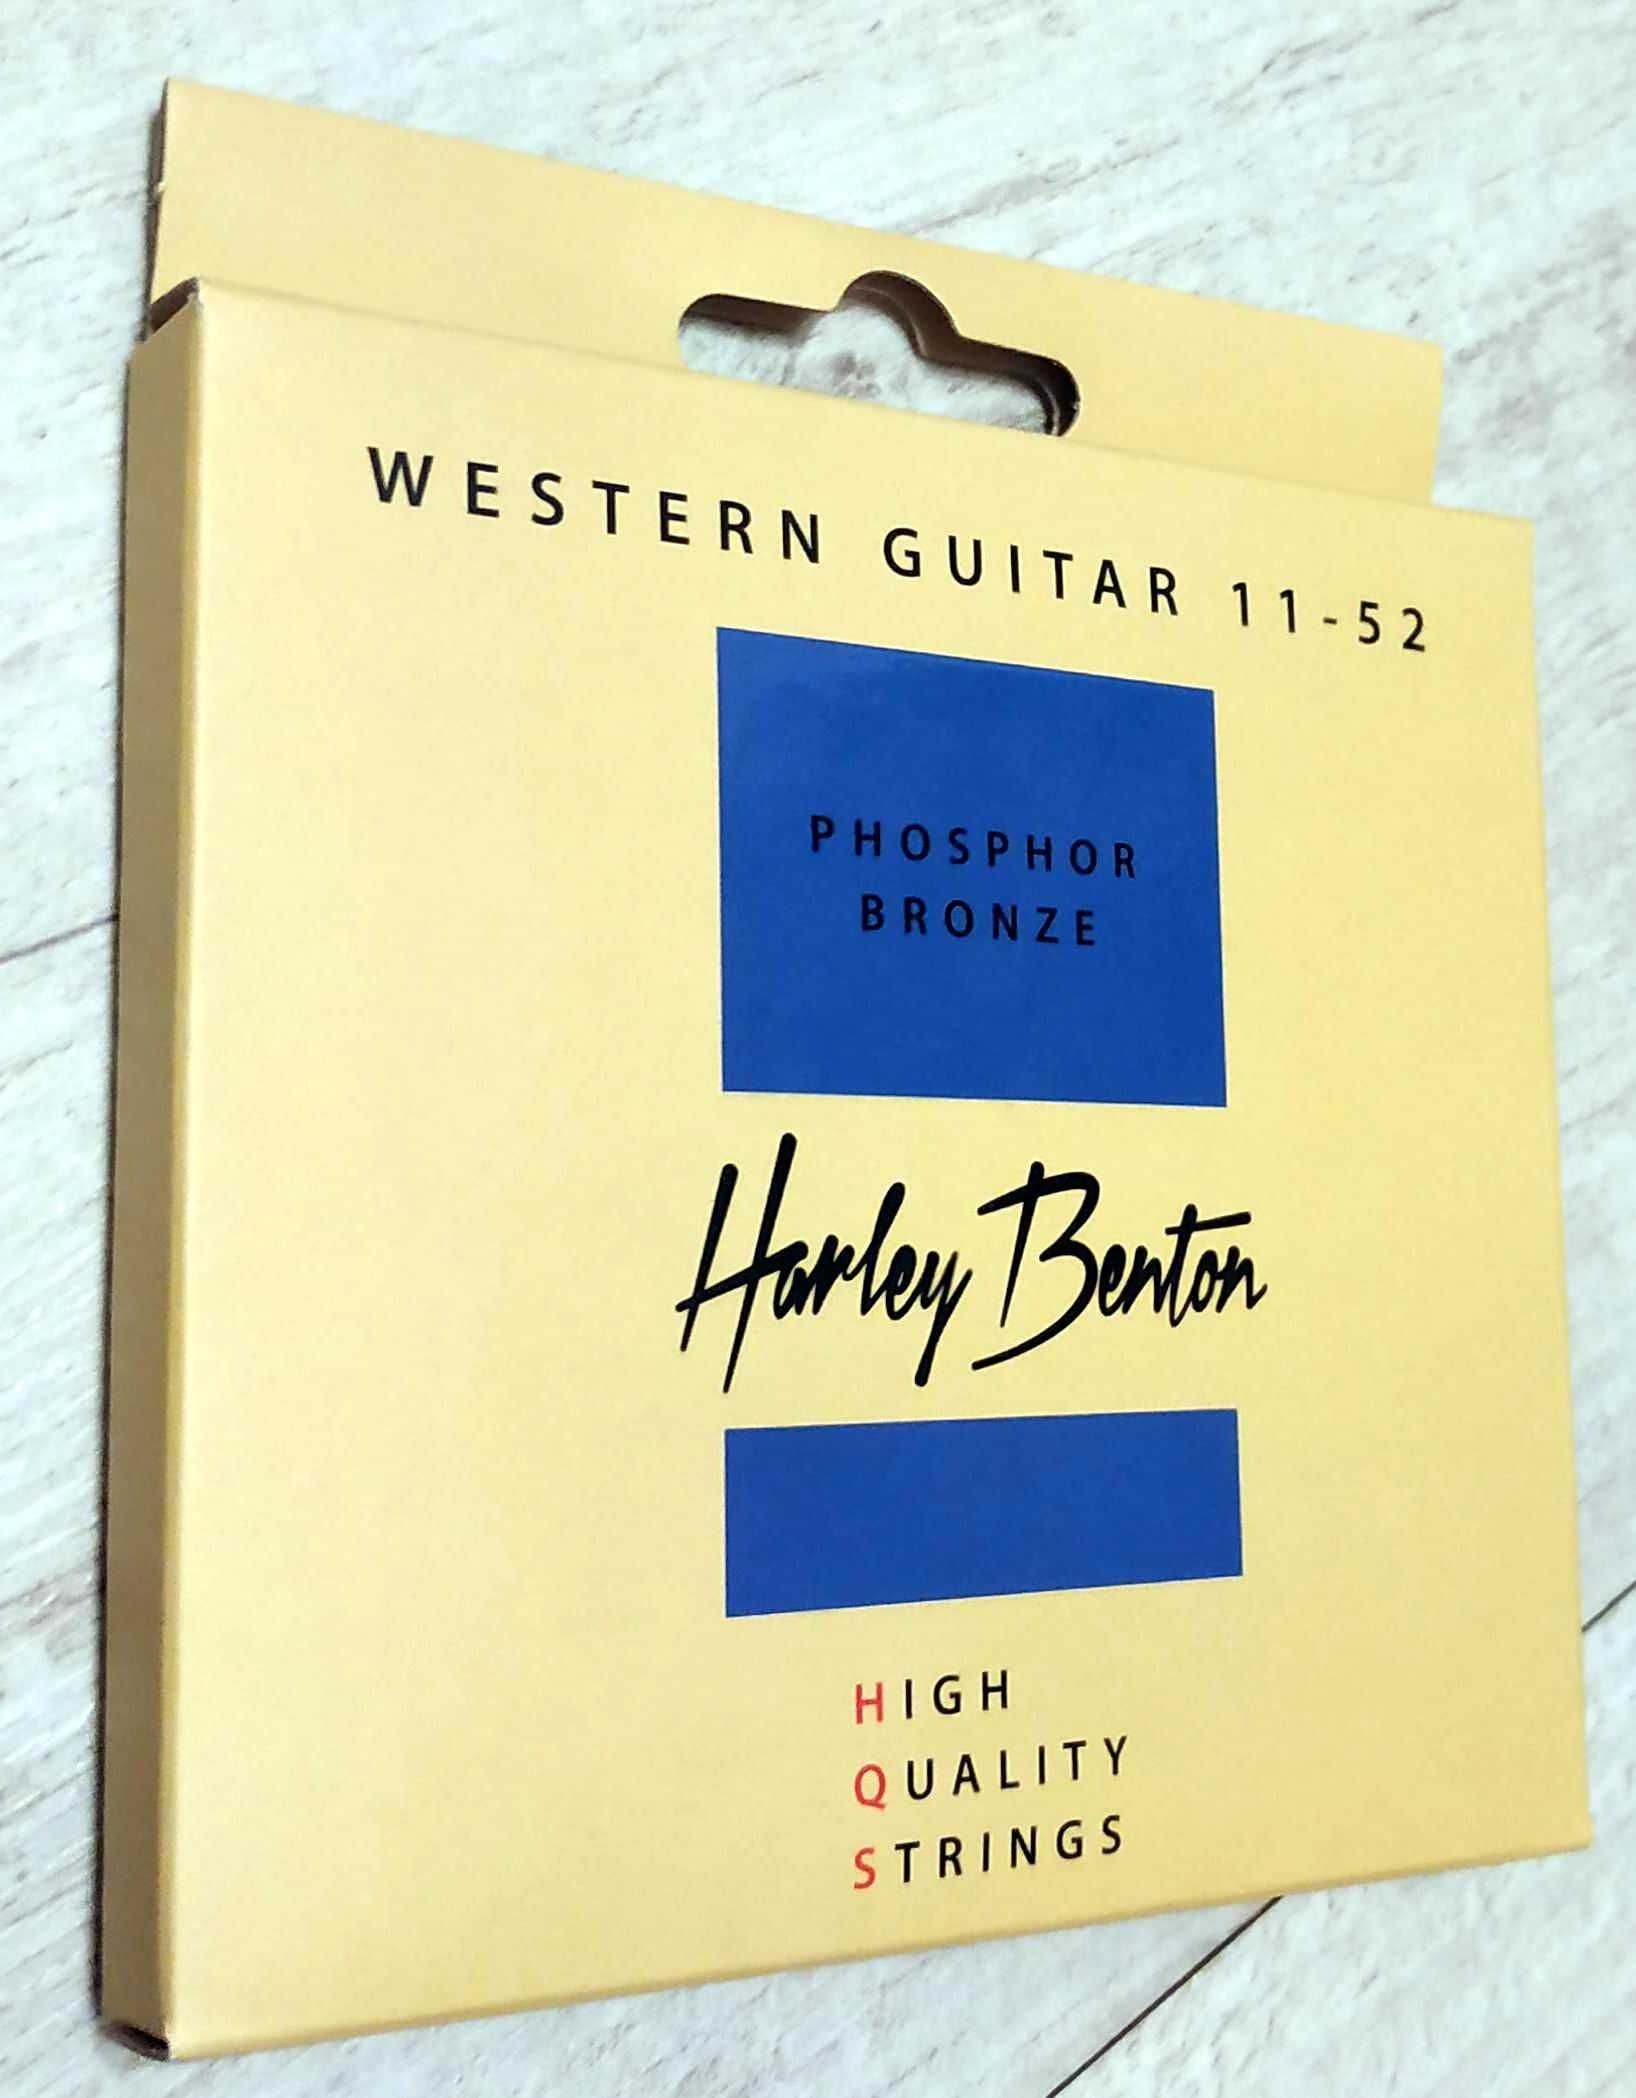 WESTERN GUITAR 11-52
PHOSPHOR
BRONZE
Harley Benton
HIGH
QUALITY
STRINGS